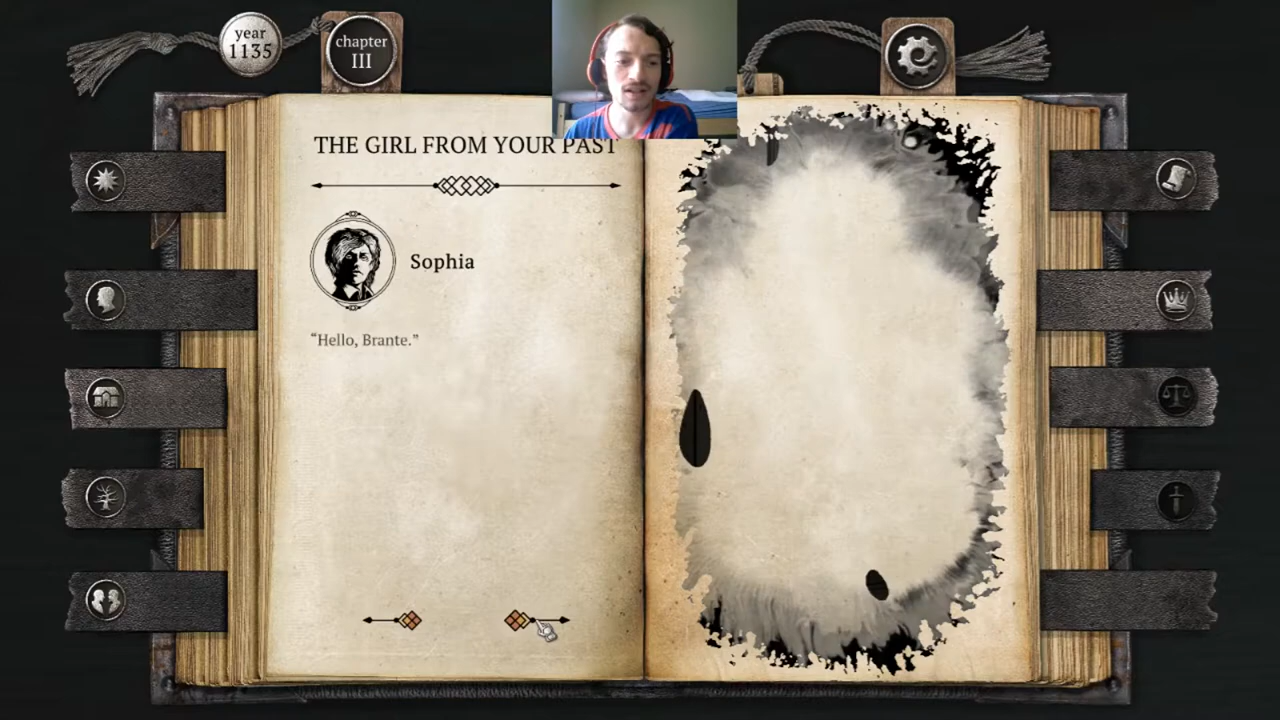 year
1135
chapter
III
THE GIRL FROM YOUR PAST
Sophia
“Hello, Brante.”